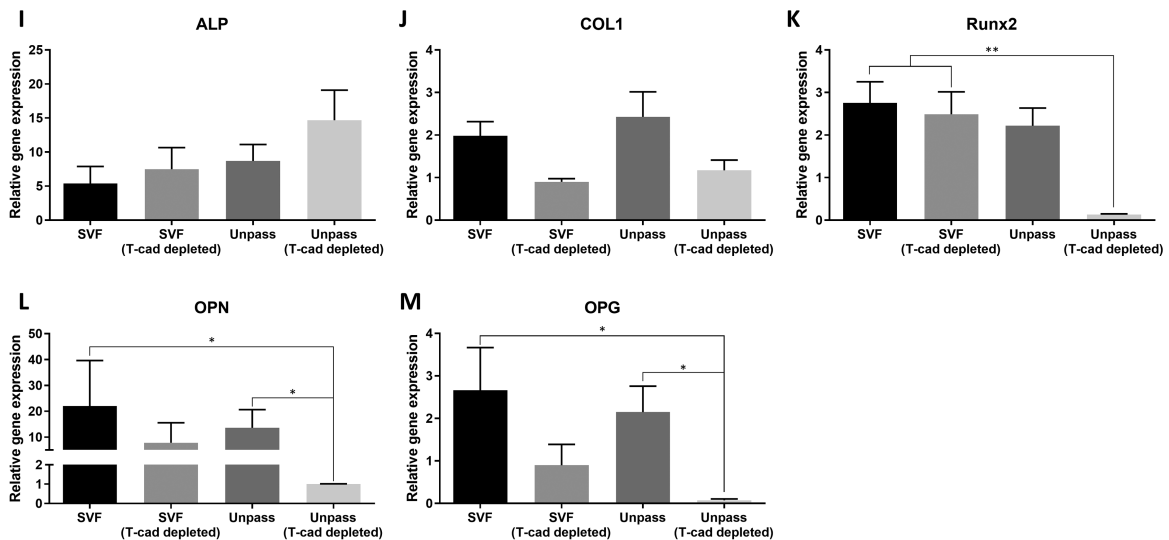 I
ALP
Relative gene expression
25
20
15
10
5
0
SVF
SVF
(T-cad depleted)
Unpass
Unpass
(T-cad depleted)
J
COL1
Relative gene expression
4
3
2
1
0
SVF
SVF
(T-cad depleted)
Unpass
Unpass
(T-cad depleted)
K
Runx2
Relative gene expression
4
3
2
1
0
**
SVF
SVF
(T-cad depleted)
Unpass
Unpass
(T-cad depleted)
L
OPN
Relative gene expression
50
40
30
20
10
2
1
0
*
*
SVF
SVF
(T-cad depleted)
Unpass
Unpass
(T-cad depleted)
M
OPG
Relative gene expression
4
3
2
1
0
*
*
SVF
SVF
(T-cad depleted)
Unpass
Unpass
(T-cad depleted)